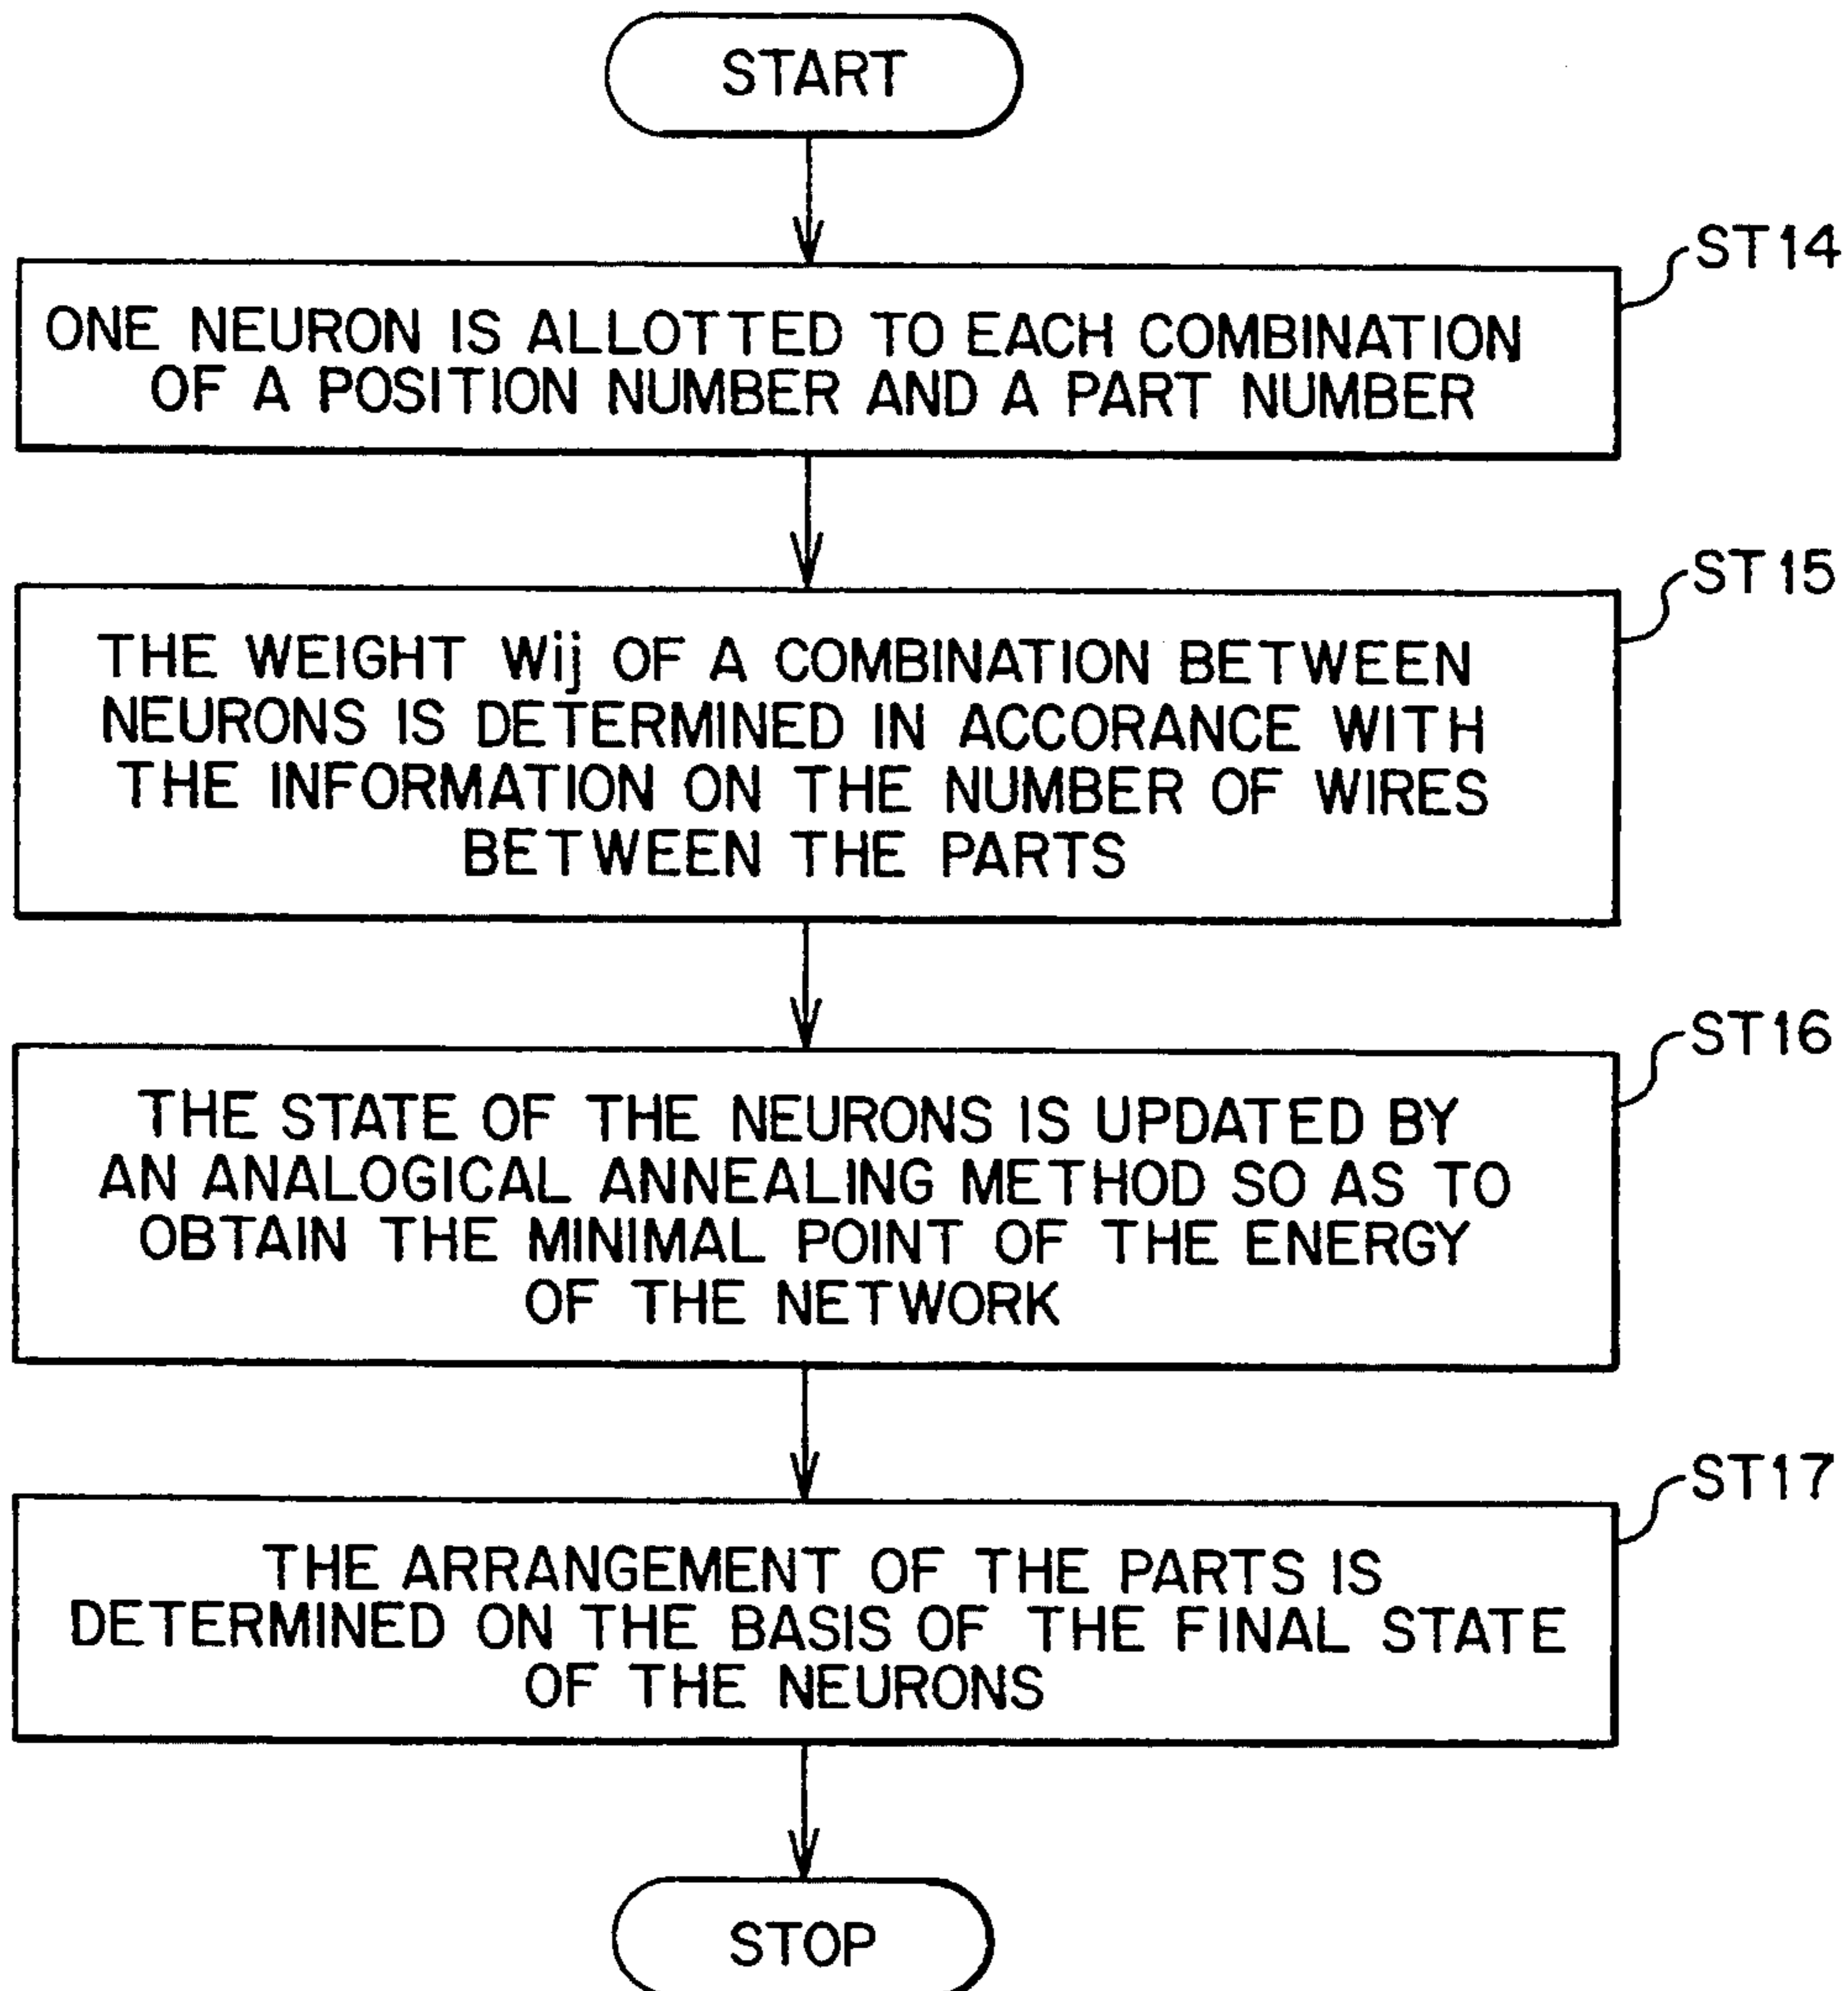 START
ST14
ONE NEURON IS ALLOTTED TO EACH COMBINATION
OF A POSITION NUMBER AND A PART NUMBER
ST15
THE WEIGHT Wij OF A COMBINATION BETWEEN
NEURONS IS DETERMINED IN ACCORANCE WITH
THE INFORMATION ON THE NUMBER OF WIRES
BETWEEN THE PARTS
ST16
THE STATE OF THE NEURONS IS UPDATED BY
AN ANALOGICAL ANNEALING METHOD SO AS TO
OBTAIN THE MINIMAL POINT OF THE ENERGY
OF THE NETWORK
ST17
THE ARRANGEMENT OF THE PARTS IS
DETERMINED ON THE BASIS OF THE FINAL STATE
OF THE NEURONS
STOP